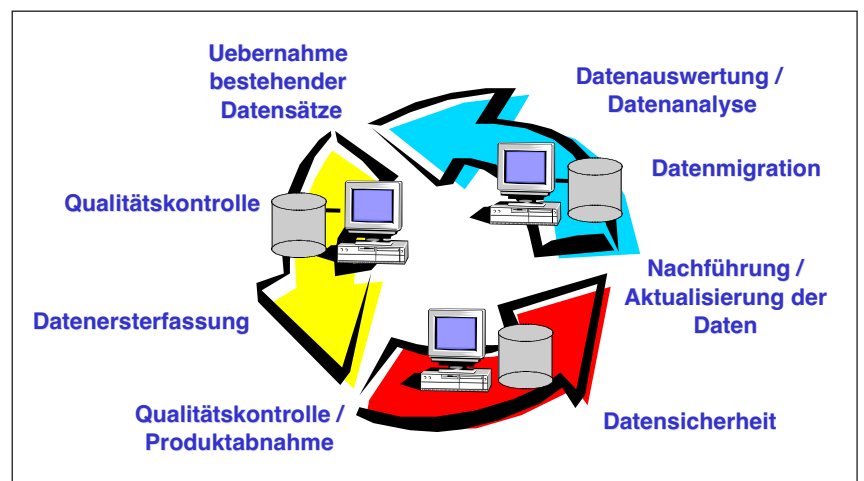 Uebernahme
bestehender
Datensätze
Datenauswertung /
Datenanalyse
Datenmigration
Qualitätskontrolle
Nachführung /
Aktualisierung der
Daten
Datenersterfassung
Qualitätskontrolle /
Produktabnahme
Datensicherheit